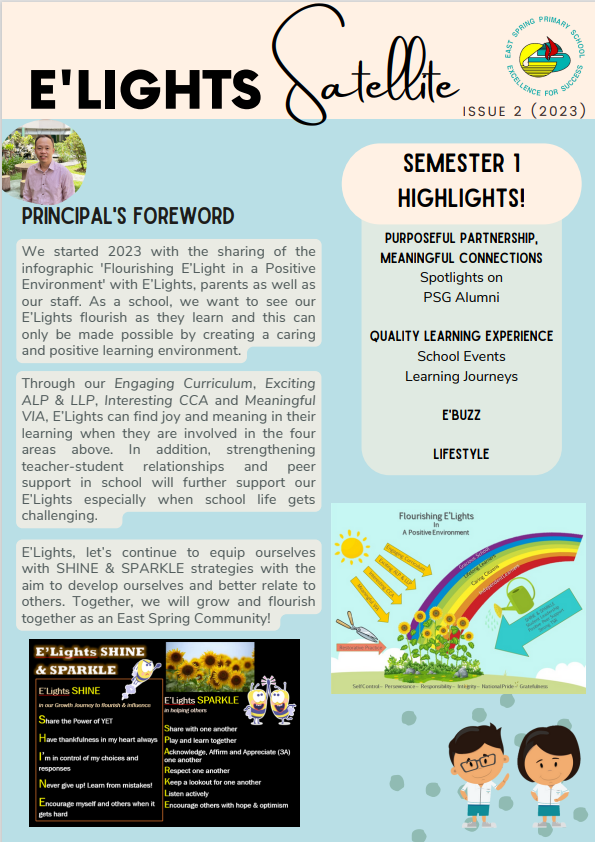 E'LIGHTS Satellite
EAST SPRING PRIMARY SCHOOL
EXCELLENCE FOR SUCCESS
ISSUE 2 (2023)
PRINCIPAL'S FOREWORD
We started 2023 with the sharing of the
infographic 'Flourishing E'Light in a Positive
Environment' with E'Lights, parents as well as
our staff. As a school, we want to see our
E'Lights flourish as they learn and this can
only be made possible by creating a caring
and positive learning environment.
Through our Engaging Curriculum, Exciting
ALP & LLP, Interesting CCA and Meaningful
VIA, E'Lights can find joy and meaning in their
learning when they are involved in the four
areas above. In addition, strengthening
teacher-student relationships and peer
support in school will further support our
E'Lights especially when school life gets
challenging.
E'Lights, let's continue to equip ourselves
with SHINE & SPARKLE strategies with the
aim to develop ourselves and better relate to
others. Together, we will grow and flourish
together as an East Spring Community!
E'Lights SHINE
& SPARKLE
E'Lights SHINE
in our Growth Journey to flourish & influence
Share the Power of YET
Have thankfulness in my heart always
I'm in control of my choices and
responses
Never give up! Learn from mistakes!
Encourage myself and others when it
gets hard
E'Lights SPARKLE
in helping others
Share with one another
Play and learn together
Acknowledge, Affirm and Appreciate (3A)
one another
Respect one another
Keep a lookout for one another
Listen actively
Encourage others with hope & optimism
SEMESTER 1
HIGHLIGHTS!
PURPOSEFUL PARTNERSHIP,
MEANINGFUL CONNECTIONS
Spotlights on
PSG Alumni
QUALITY LEARNING EXPERIENCE
School Events
Learning Journeys
E'BUZZ
LIFESTYLE
Flourishing E'Lights
In
A Positive Environment
Engaging Curriculum
Exciting ALP & LLP
Interesting CCA
Meaningful VIA
Caring Citizens
Restorative Practice
Self Control - Perseverance - Responsibility - Integrity - National Pride - Gratefulness